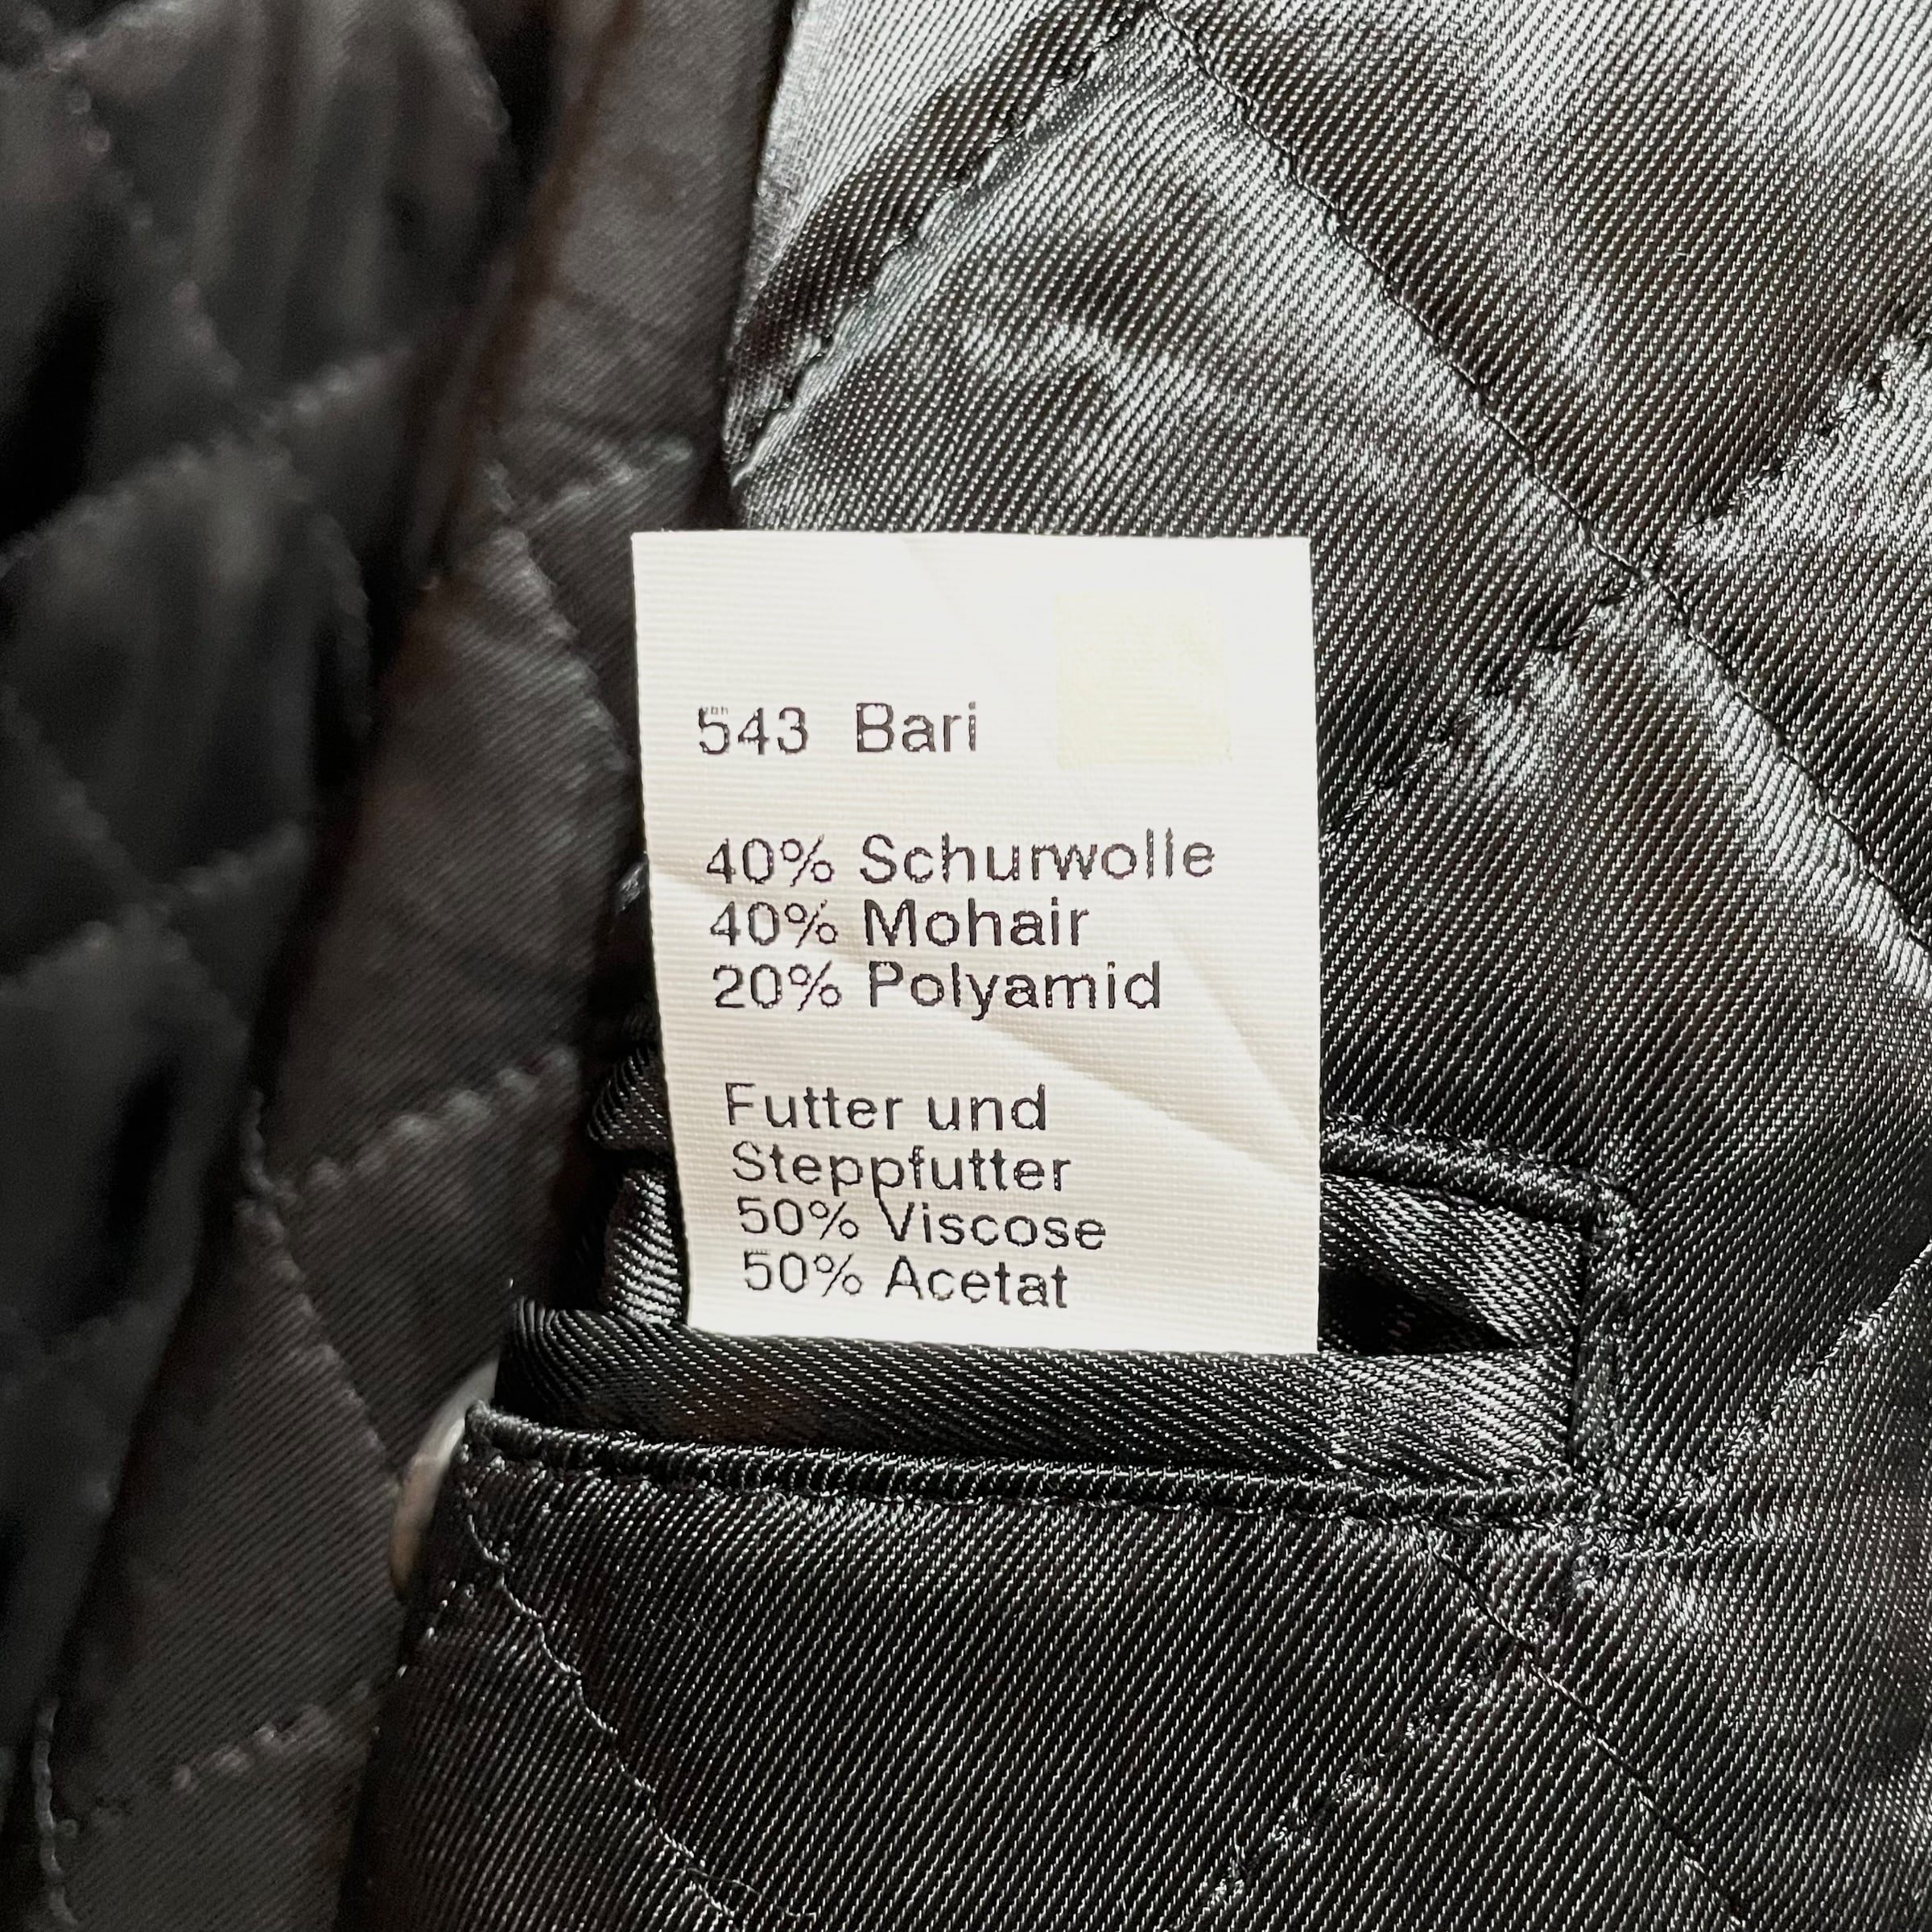 543 Bari
40% Schurwolle
40% Mohair
20% Polyamid
Futter und
Steppfutter
50% Viscose
50% Acetat